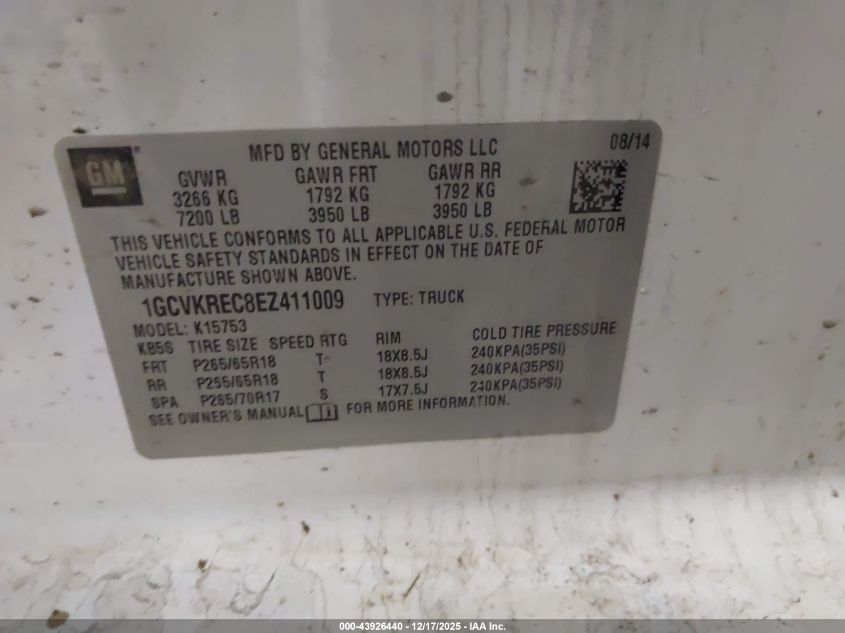 MFD BY GENERAL MOTORS LLC 08/14
GM
GVWR GAWR FRT GAWR RR
3266 KG 1792 KG 1792 KG
7200 LB 3950 LB 3950 LB
THIS VEHICLE CONFORMS TO ALL APPLICABLE U.S. FEDERAL MOTOR
VEHICLE SAFETY STANDARDS IN EFFECT ON THE DATE OF
MANUFACTURE SHOWN ABOVE.
1GCVKREC8EZ411009 TYPE: TRUCK
MODEL: K15753
KB5S TIRE SIZE SPEED RTG RIM COLD TIRE PRESSURE
FRT P265/65R18 T 18X8.5J 240KPA(35PSI)
RR P265/65R18 T 18X8.5J 240KPA(35PSI)
SPA P265/70R17 S 17X7.5J 240KPA(35PSI)
SEE OWNER'S MANUAL FOR MORE INFORMATION.
000-43926440 - 12/17/2025 - IAA Inc.